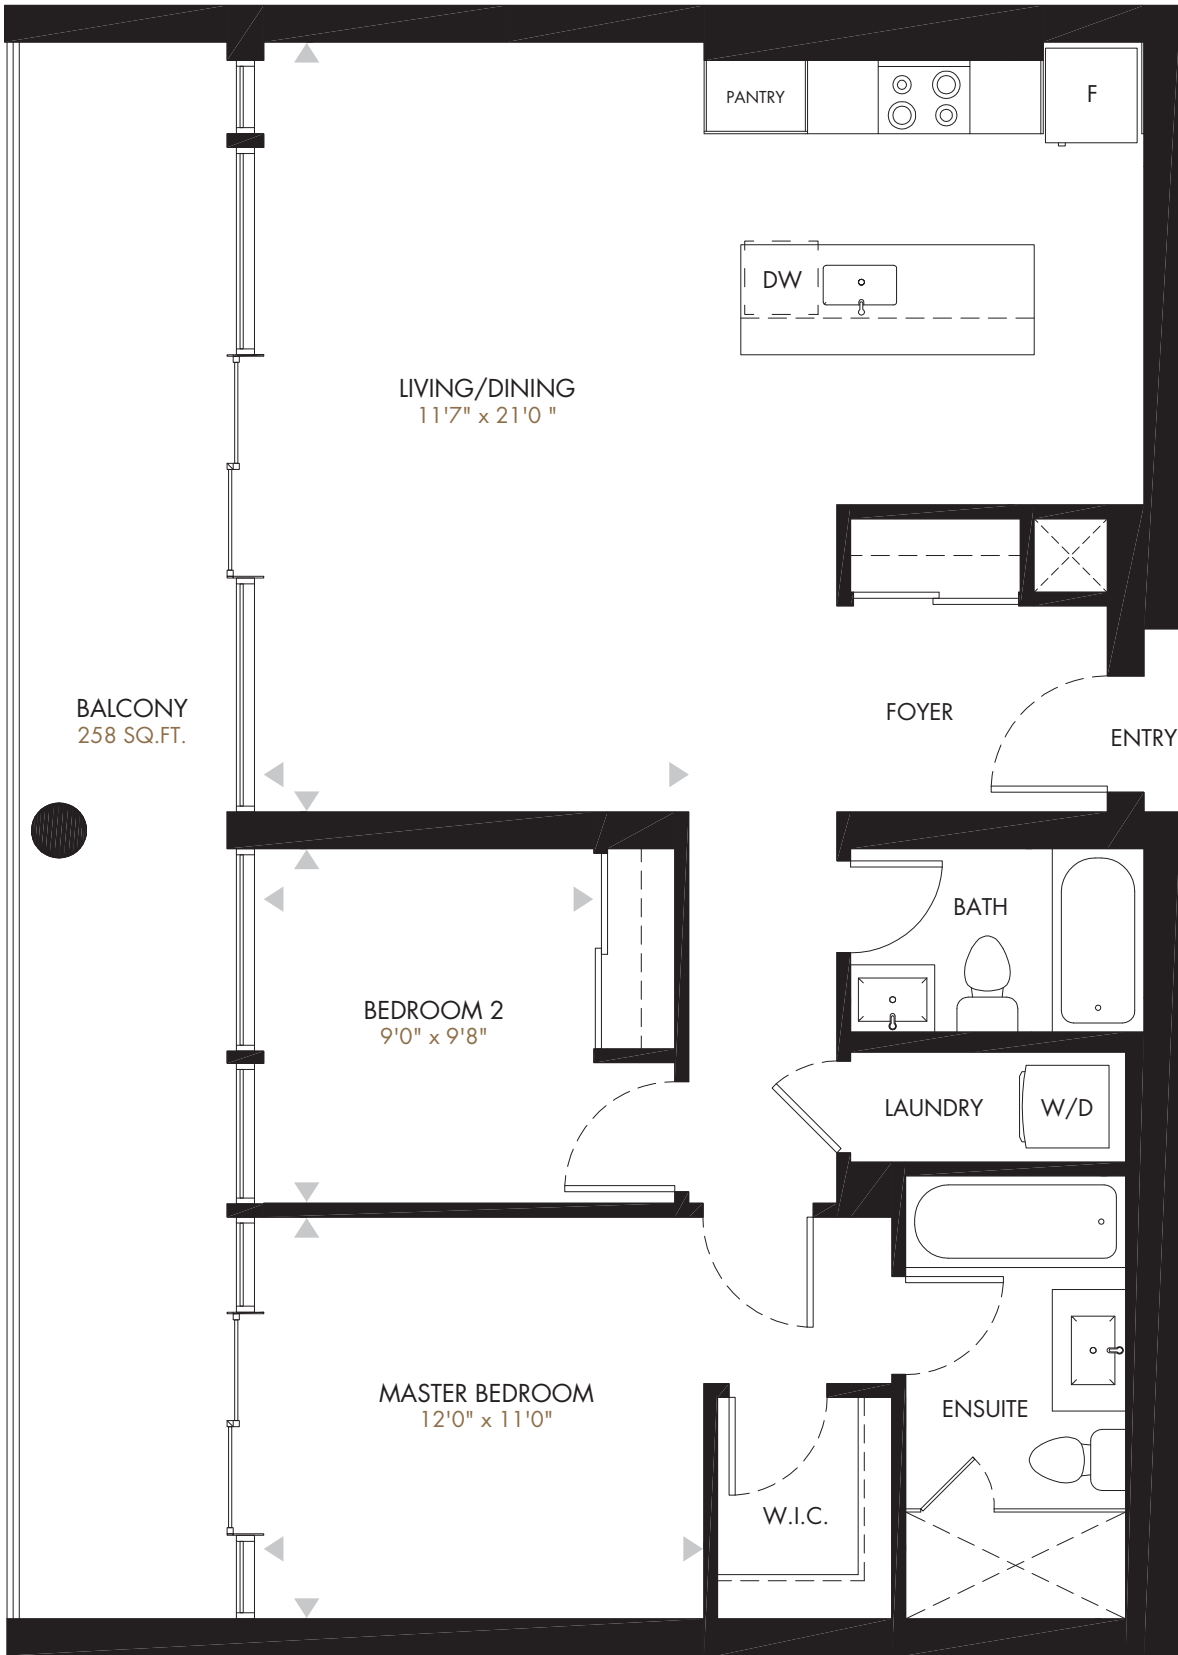 PANTRY
F
DW
LIVING/DINING
11'7" x 21'0 "
BALCONY
258 SQ.FT.
FOYER
ENTRY
BATH
BEDROOM 2
9'0" x 9'8"
LAUNDRY
W/D
MASTER BEDROOM
12'0" x 11'0"
ENSUITE
W.I.C.